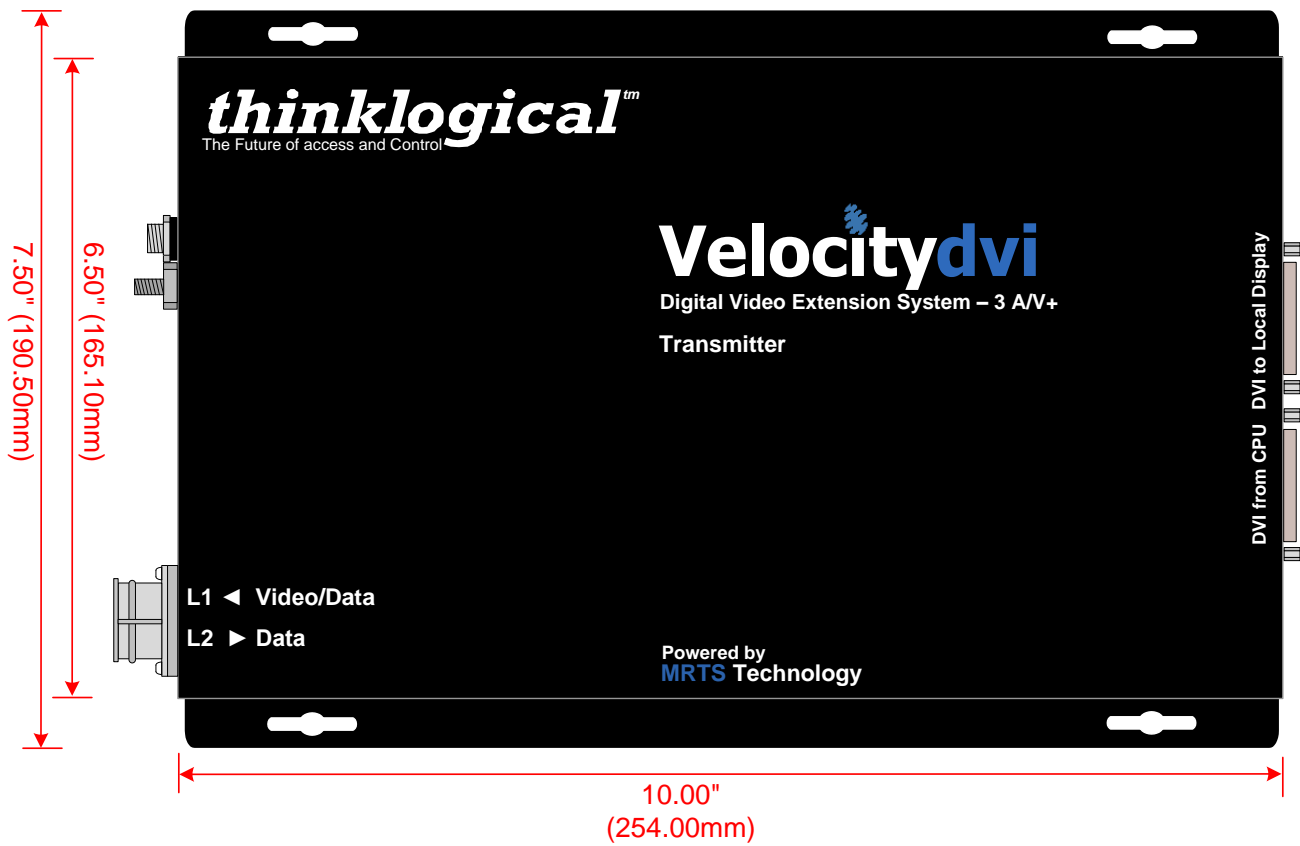 thinklogical™
The Future of access and Control
Velocitydvi
Digital Video Extension System – 3 A/V+
Transmitter
DVI to Local Display
DVI from CPU
L1 ◄ Video/Data
L2 ► Data
Powered by
MRTS Technology
7.50" (190.50mm)
6.50" (165.10mm)
10.00"
(254.00mm)